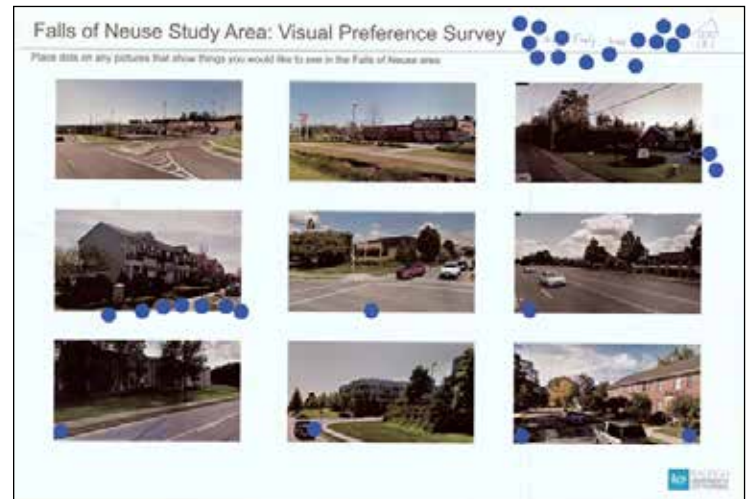 Falls of Neuse Study Area: Visual Preference Survey
Place dots on any pictures that show things you would like to see in the Falls of Neuse area